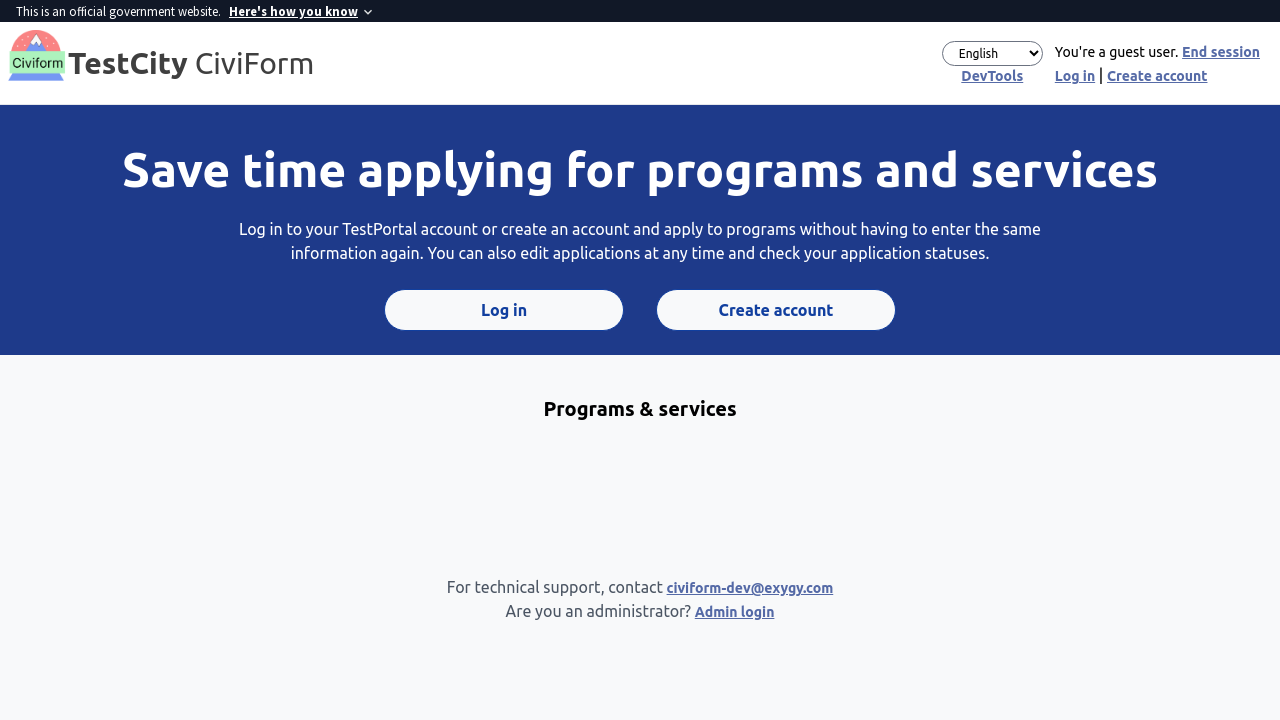 This is an official government website. Here's how you know
Civiform
TestCity CiviForm
English
You're a guest user. End session
DevTools
Log in | Create account
Save time applying for programs and services
Log in to your TestPortal account or create an account and apply to programs without having to enter the same
information again. You can also edit applications at any time and check your application statuses.
Log in
Create account
Programs & services
For technical support, contact civiform-dev@exygy.com
Are you an administrator? Admin login